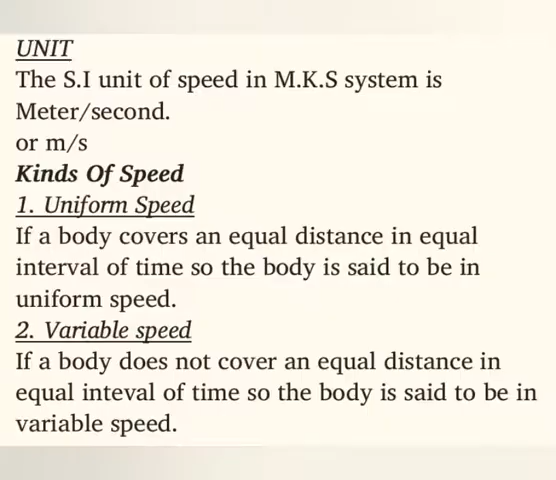 UNIT
The S.I unit of speed in M.K.S system is
Meter/second.
or m/s
Kinds Of Speed
1. Uniform Speed
If a body covers an equal distance in equal
interval of time so the body is said to be in
uniform speed.
2. Variable speed
If a body does not cover an equal distance in
equal inteval of time so the body is said to be in
variable speed.